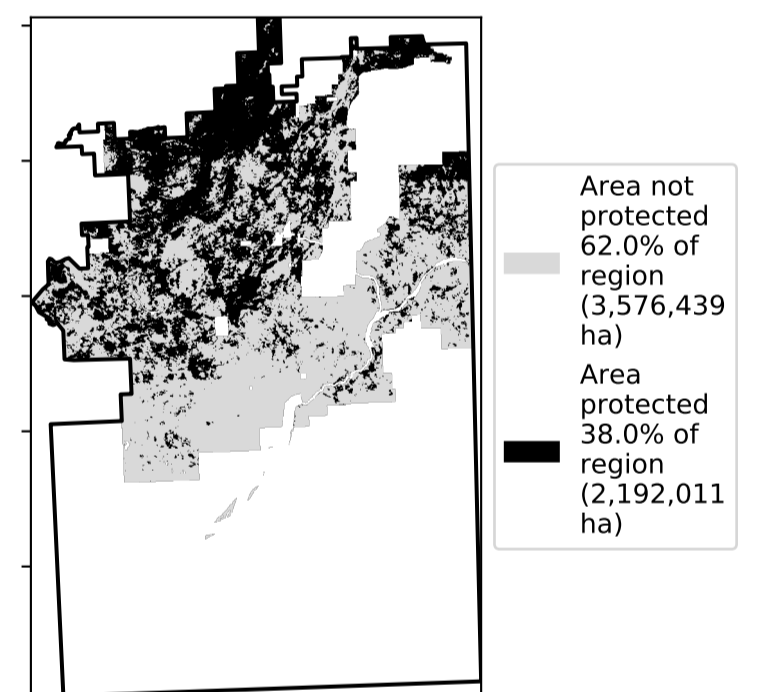 Area not
protected
62.0% of
region
(3,576,439
ha)
Area
protected
38.0% of
region
(2,192,011
ha)